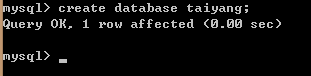 mysql> create database taiyang;
Query OK, 1 row affected (0.00 sec)
mysql> _